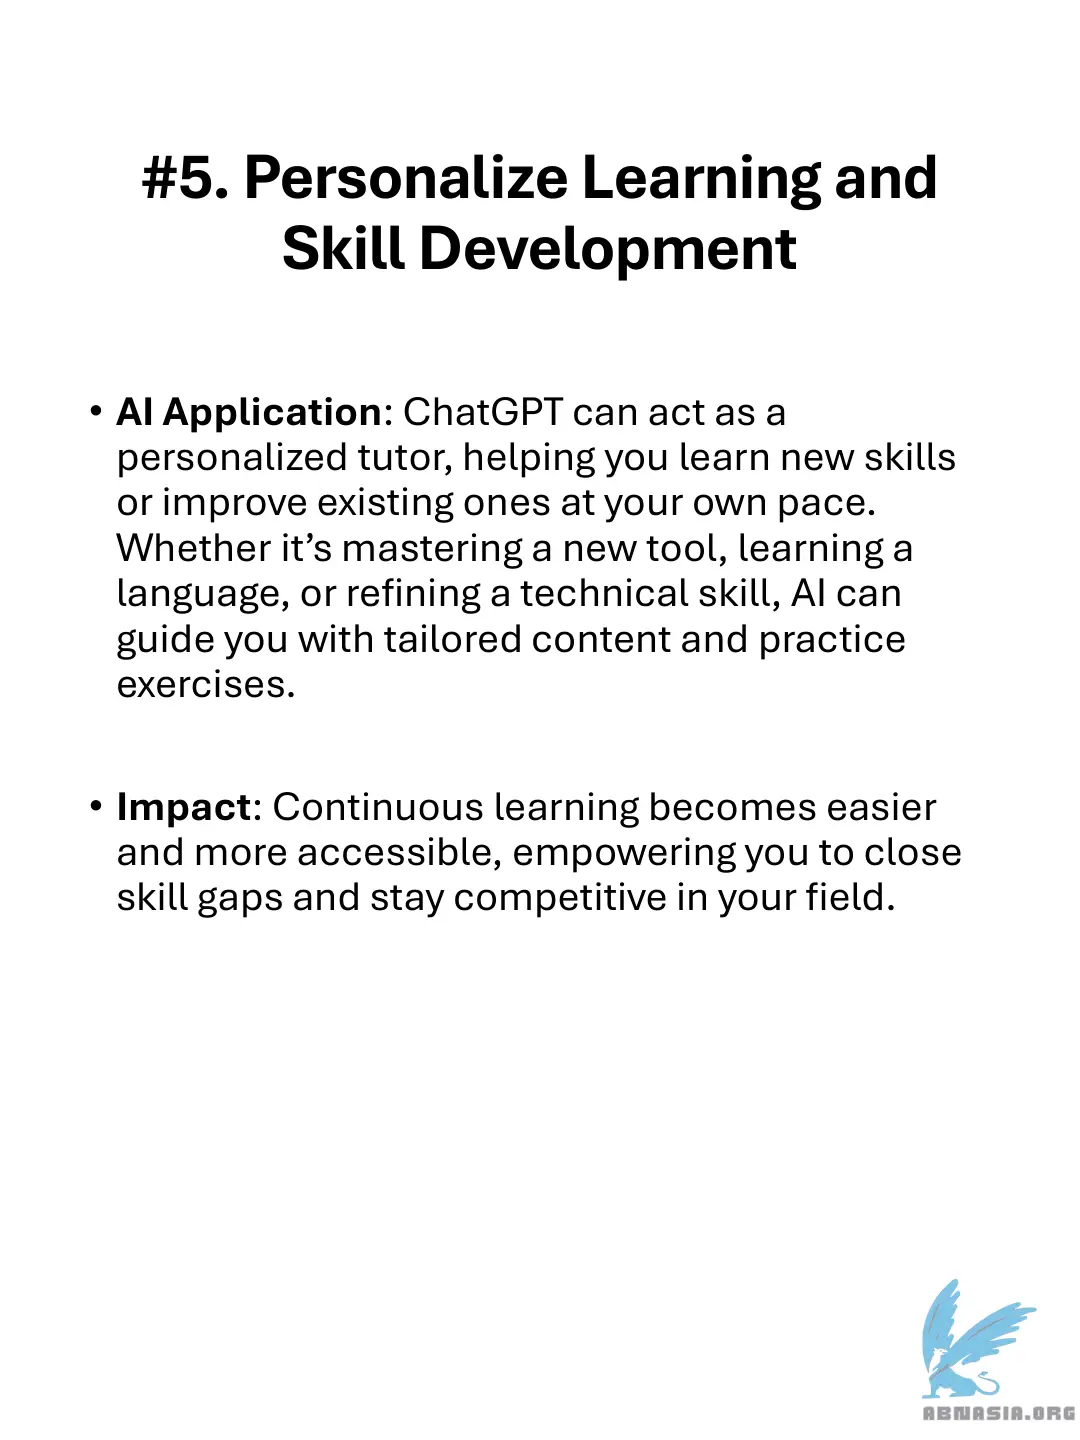 #5. Personalize Learning and
Skill Development
• AI Application: ChatGPT can act as a
personalized tutor, helping you learn new skills
or improve existing ones at your own pace.
Whether it’s mastering a new tool, learning a
language, or refining a technical skill, AI can
guide you with tailored content and practice
exercises.
• Impact: Continuous learning becomes easier
and more accessible, empowering you to close
skill gaps and stay competitive in your field.
ABNASIA.ORG